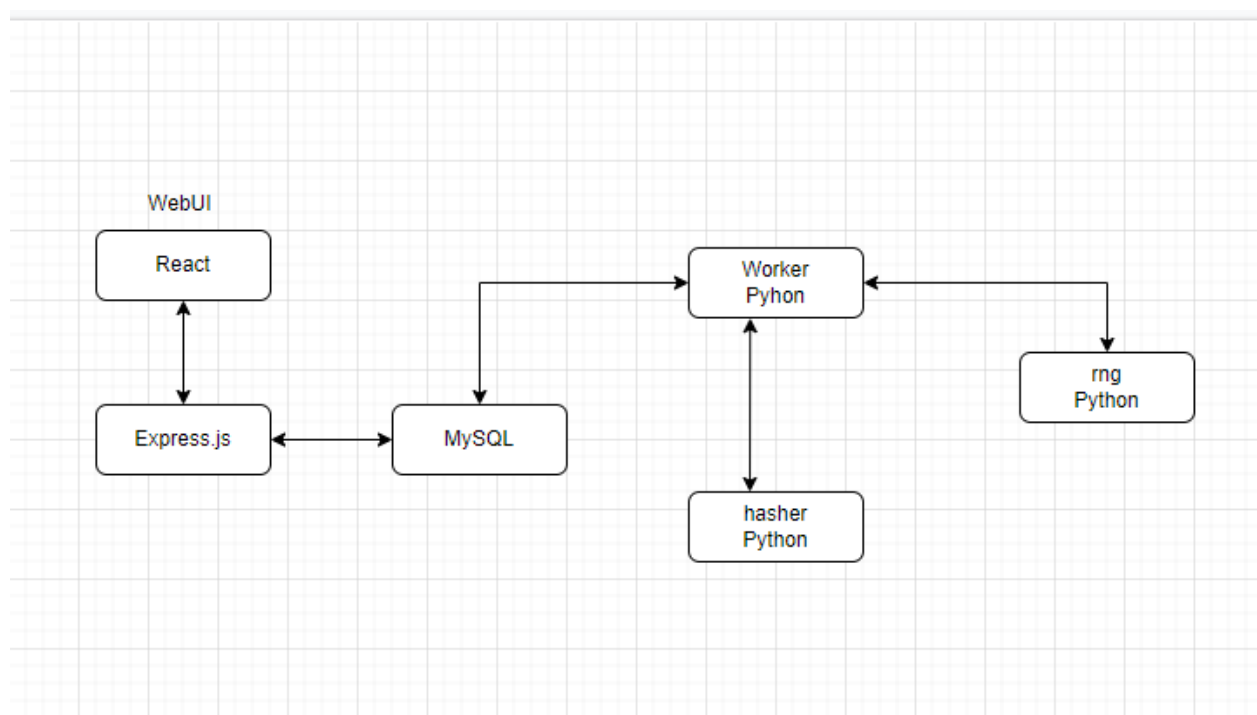 WebUI
React
Express.js
MySQL
Worker
Pyhon
hasher
Python
rng
Python